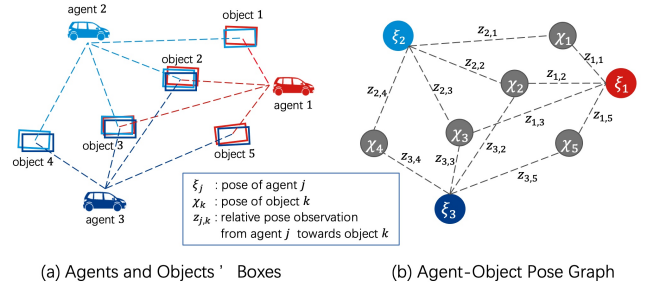 agent 2
object 1
object 2
agent 1
object 3
object 4
object 5
agent 3
ξⱼ : pose of agent j
χₖ : pose of object k
zⱼ,ₖ : relative pose observation
from agent j towards object k
(a) Agents and Objects ' Boxes
ξ₂
z₂,₁
χ₁
z₁,₁
z₂,₂
z₁,₂
ξ₁
χ₂
z₂,₄
z₂,₃
z₁,₃
z₁,₅
χ₃
χ₄
z₃,₂
χ₅
z₃,₄
z₃,₃
z₃,₅
ξ₃
(b) Agent-Object Pose Graph